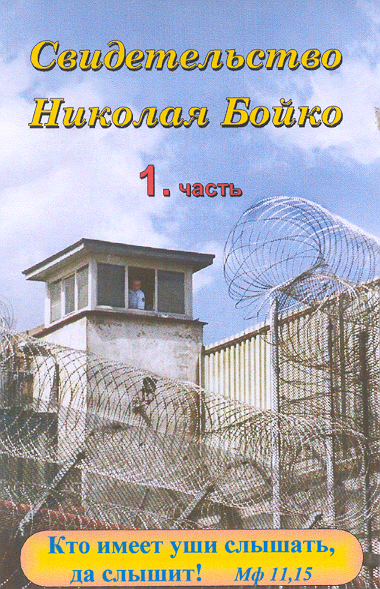 Свидетельство
Николая Бойко
1. часть
Кто имеет уши слышать,
да слышит! Мф 11,15